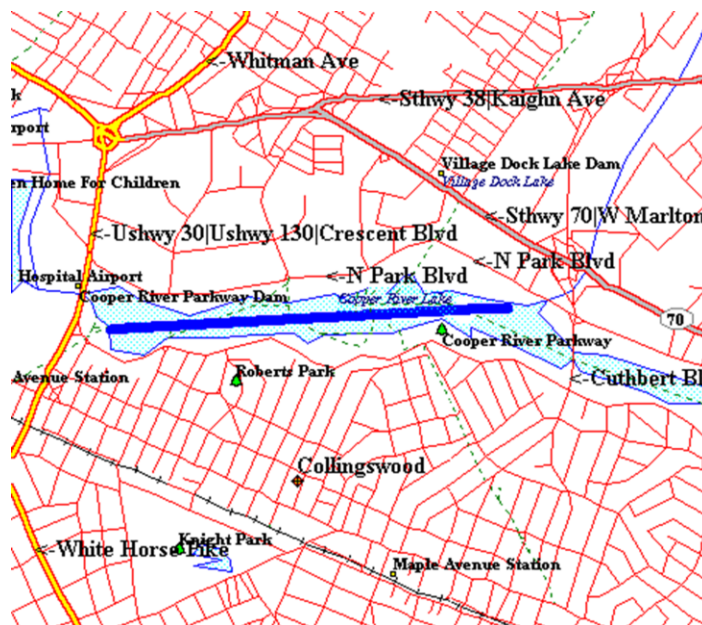 <-Whitman Ave
k
<-Sthwy 38|Kaighn Ave
rport
Village Dock Lake Dam
Village Dock Lake
en Home For Children
<-Sthwy 70|W Marlton
<-Ushwy 30|Ushwy 130|Crescent Blvd
<-N Park Blvd
<-N Park Blvd
Hospital Airport
Cooper River Parkway Dam
Cooper River Lake
70
Cooper River Parkway
Roberts Park
Avenue Station
<-Cuthbert Bl
Collingswood
Knight Park
<-White Horse Pike
Maple Avenue Station